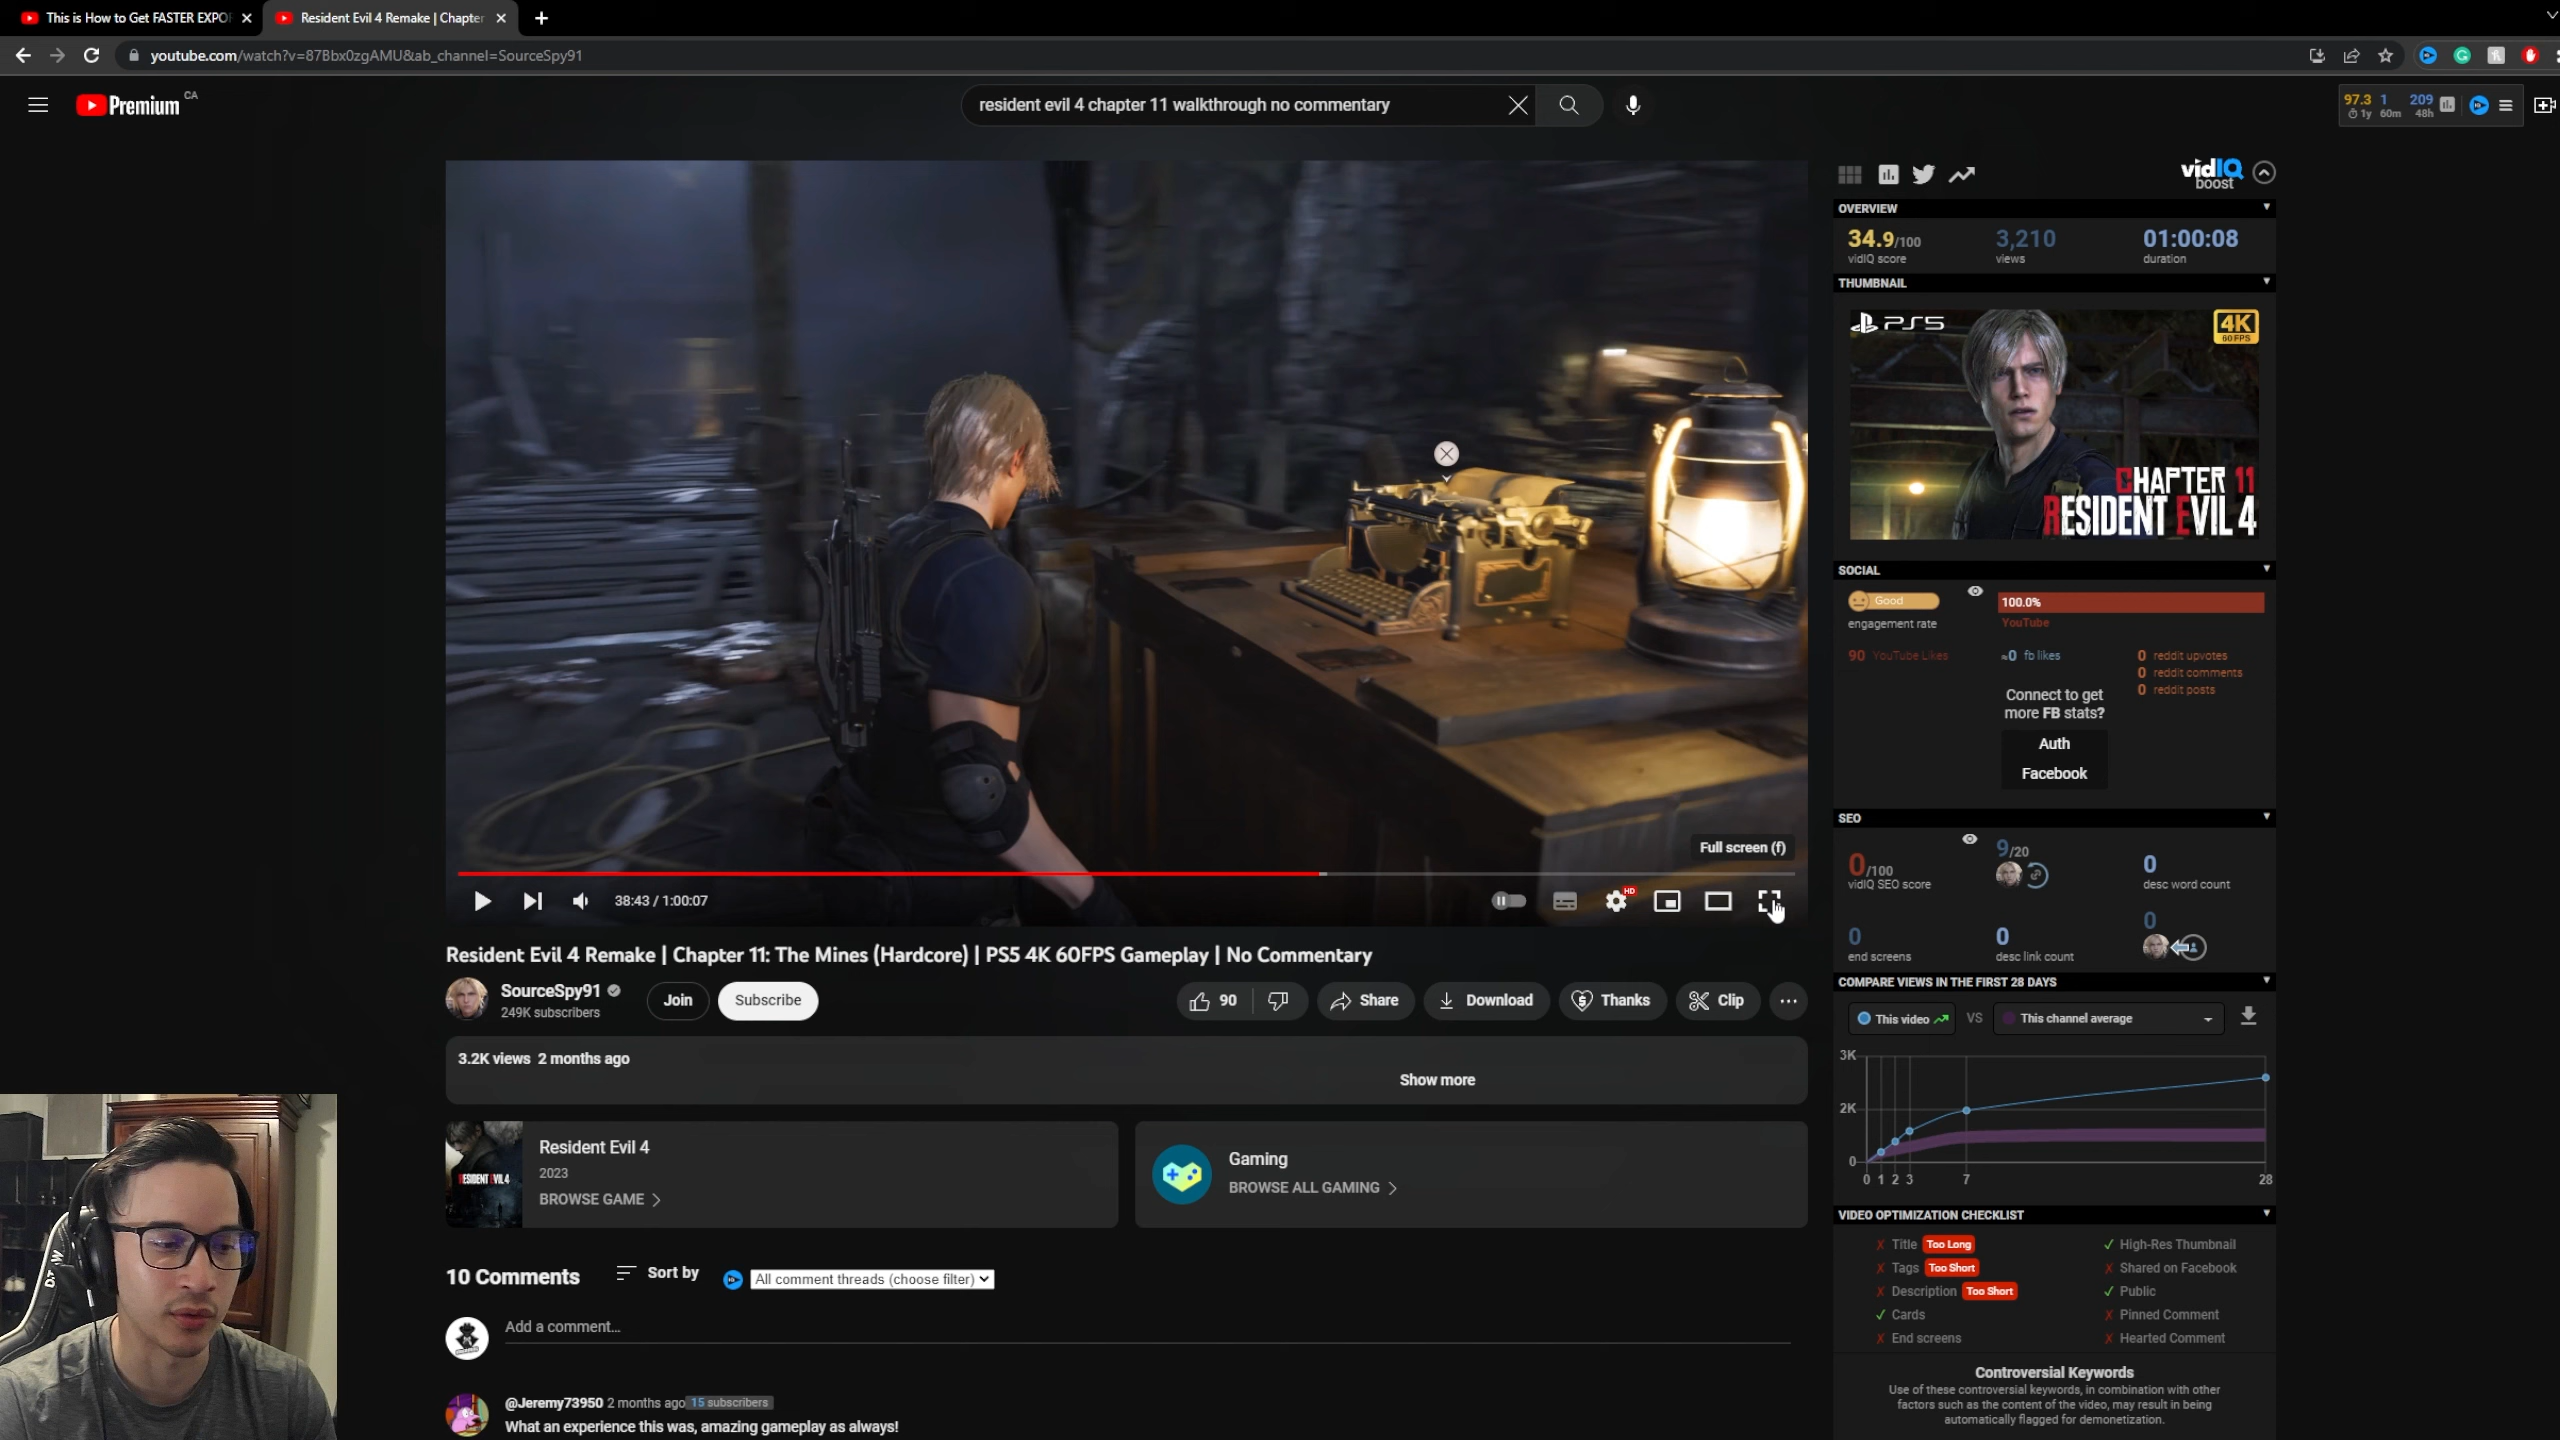 This is How to Get FASTER EXPO
Resident Evil 4 Remake | Chapter
youtube.com/watch?v=87Bbx0zgAMU&ab_channel=SourceSpy91
Premium CA
resident evil 4 chapter 11 walkthrough no commentary
97.3 1 209
1y 60m 48h
vidIQ
boost
OVERVIEW
34.9/100 3,210 01:00:08
vidIQ score views duration
THUMBNAIL
PS5 4K
60FPS
CHAPTER 11
RESIDENT EVIL 4
SOCIAL
Good 100.0%
engagement rate YouTube
90 YouTube Likes ≈0 fb likes 0 reddit upvotes
0 reddit comments
0 reddit posts
Connect to get
more FB stats?
Auth
Facebook
SEO
0/100 9/20 0
vidIQ SEO score desc word count
0 0 0
end screens desc link count
COMPARE VIEWS IN THE FIRST 28 DAYS
This video VS This channel average
3K
2K
0
0 1 2 3 7 28
VIDEO OPTIMIZATION CHECKLIST
Title Too Long High-Res Thumbnail
Tags Too Short Shared on Facebook
Description Too Short Public
Cards Pinned Comment
End screens Hearted Comment
Controversial Keywords
Use of these controversial keywords, in combination with other
factors such as the content of the video, may result in being
automatically flagged for demonetization.
Full screen (f)
38:43 / 1:00:07
HD
Resident Evil 4 Remake | Chapter 11: The Mines (Hardcore) | PS5 4K 60FPS Gameplay | No Commentary
SourceSpy91
249K subscribers
Join Subscribe
90 Share Download Thanks Clip
3.2K views 2 months ago
Show more
RESIDENT EVIL 4
Resident Evil 4
2023
BROWSE GAME
Gaming
BROWSE ALL GAMING
10 Comments Sort by All comment threads (choose filter)
Add a comment...
@Jeremy73950 2 months ago 15 subscribers
What an experience this was, amazing gameplay as always!